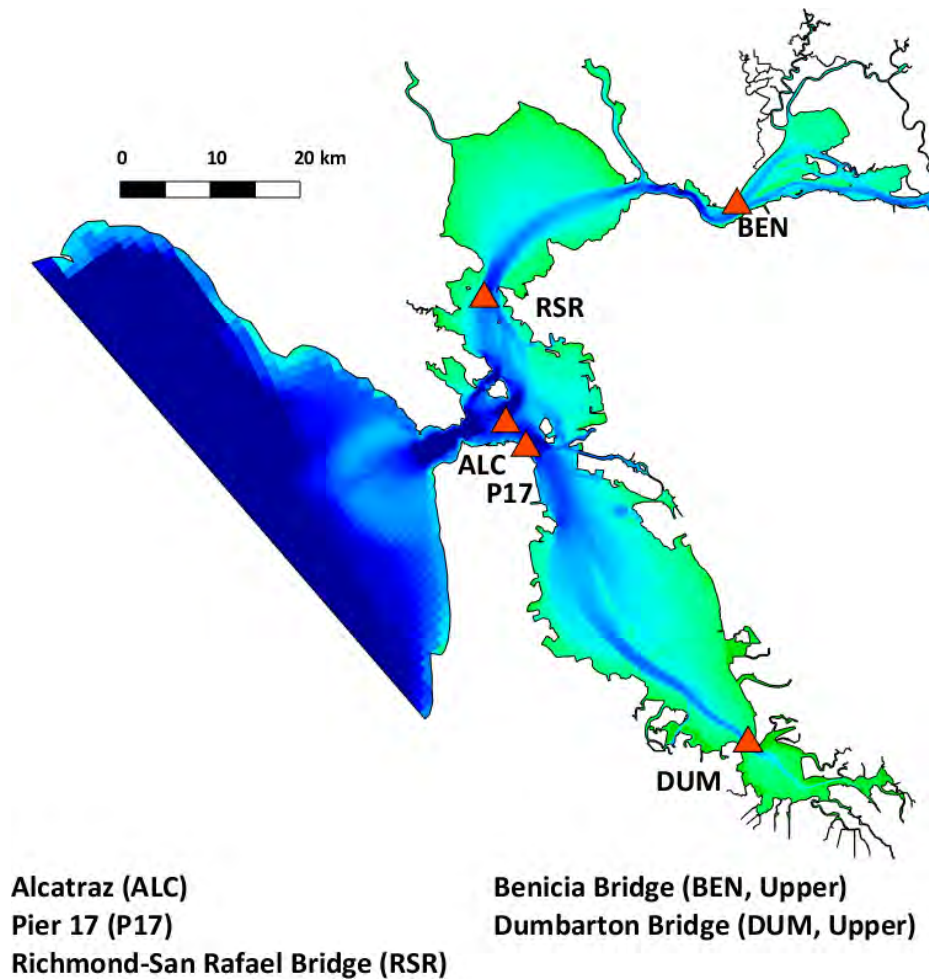 0 10 20 km
BEN
RSR
ALC
P17
DUM
Alcatraz (ALC)
Pier 17 (P17)
Richmond-San Rafael Bridge (RSR)
Benicia Bridge (BEN, Upper)
Dumbarton Bridge (DUM, Upper)